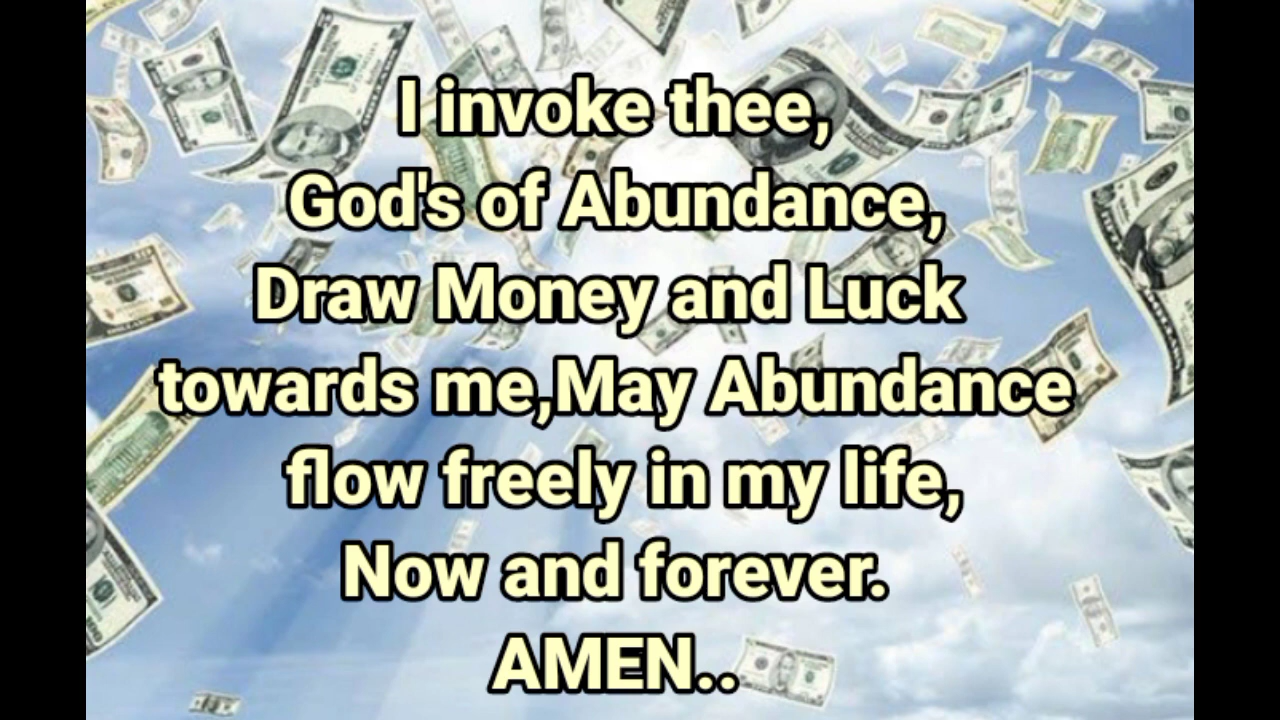 I invoke thee,
God's of Abundance,
Draw Money and Luck
towards me,May Abundance
flow freely in my life,
Now and forever.
AMEN..